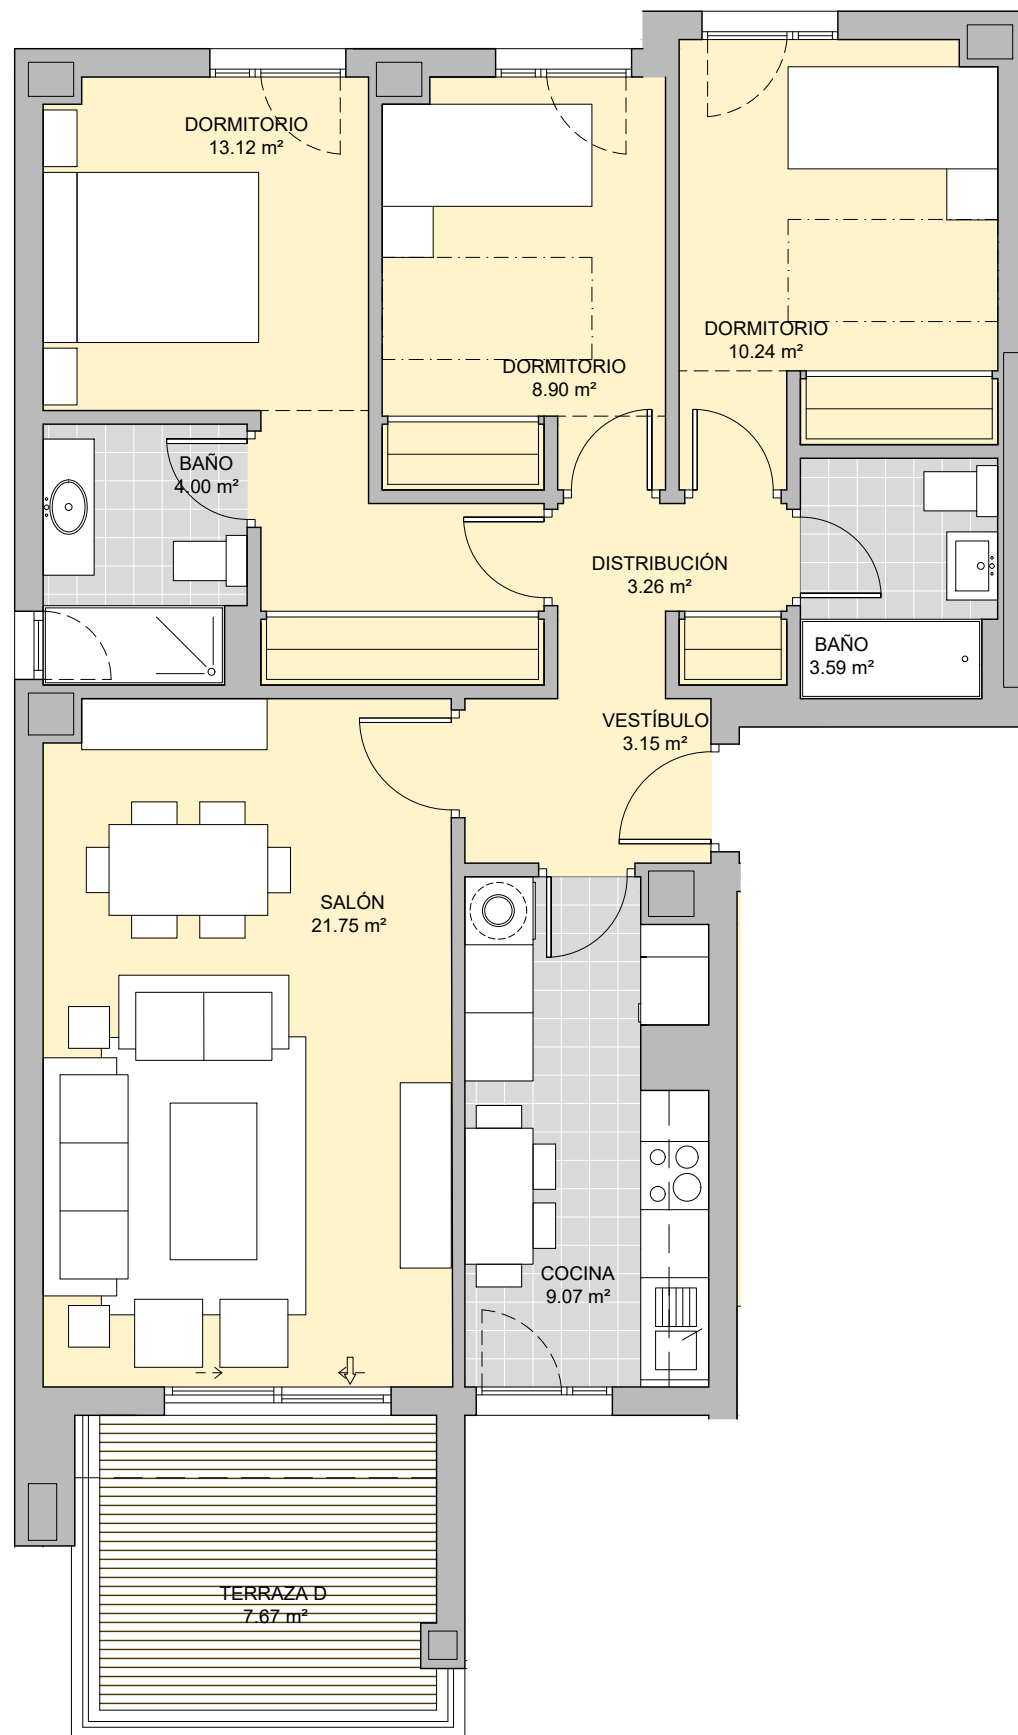 DORMITORIO
13.12 m²
DORMITORIO
10.24 m²
DORMITORIO
8.90 m²
BAÑO
4.00 m²
DISTRIBUCIÓN
3.26 m²
BAÑO
3.59 m²
VESTÍBULO
3.15 m²
SALÓN
21.75 m²
COCINA
9.07 m²
TERRAZA D
7.67 m²